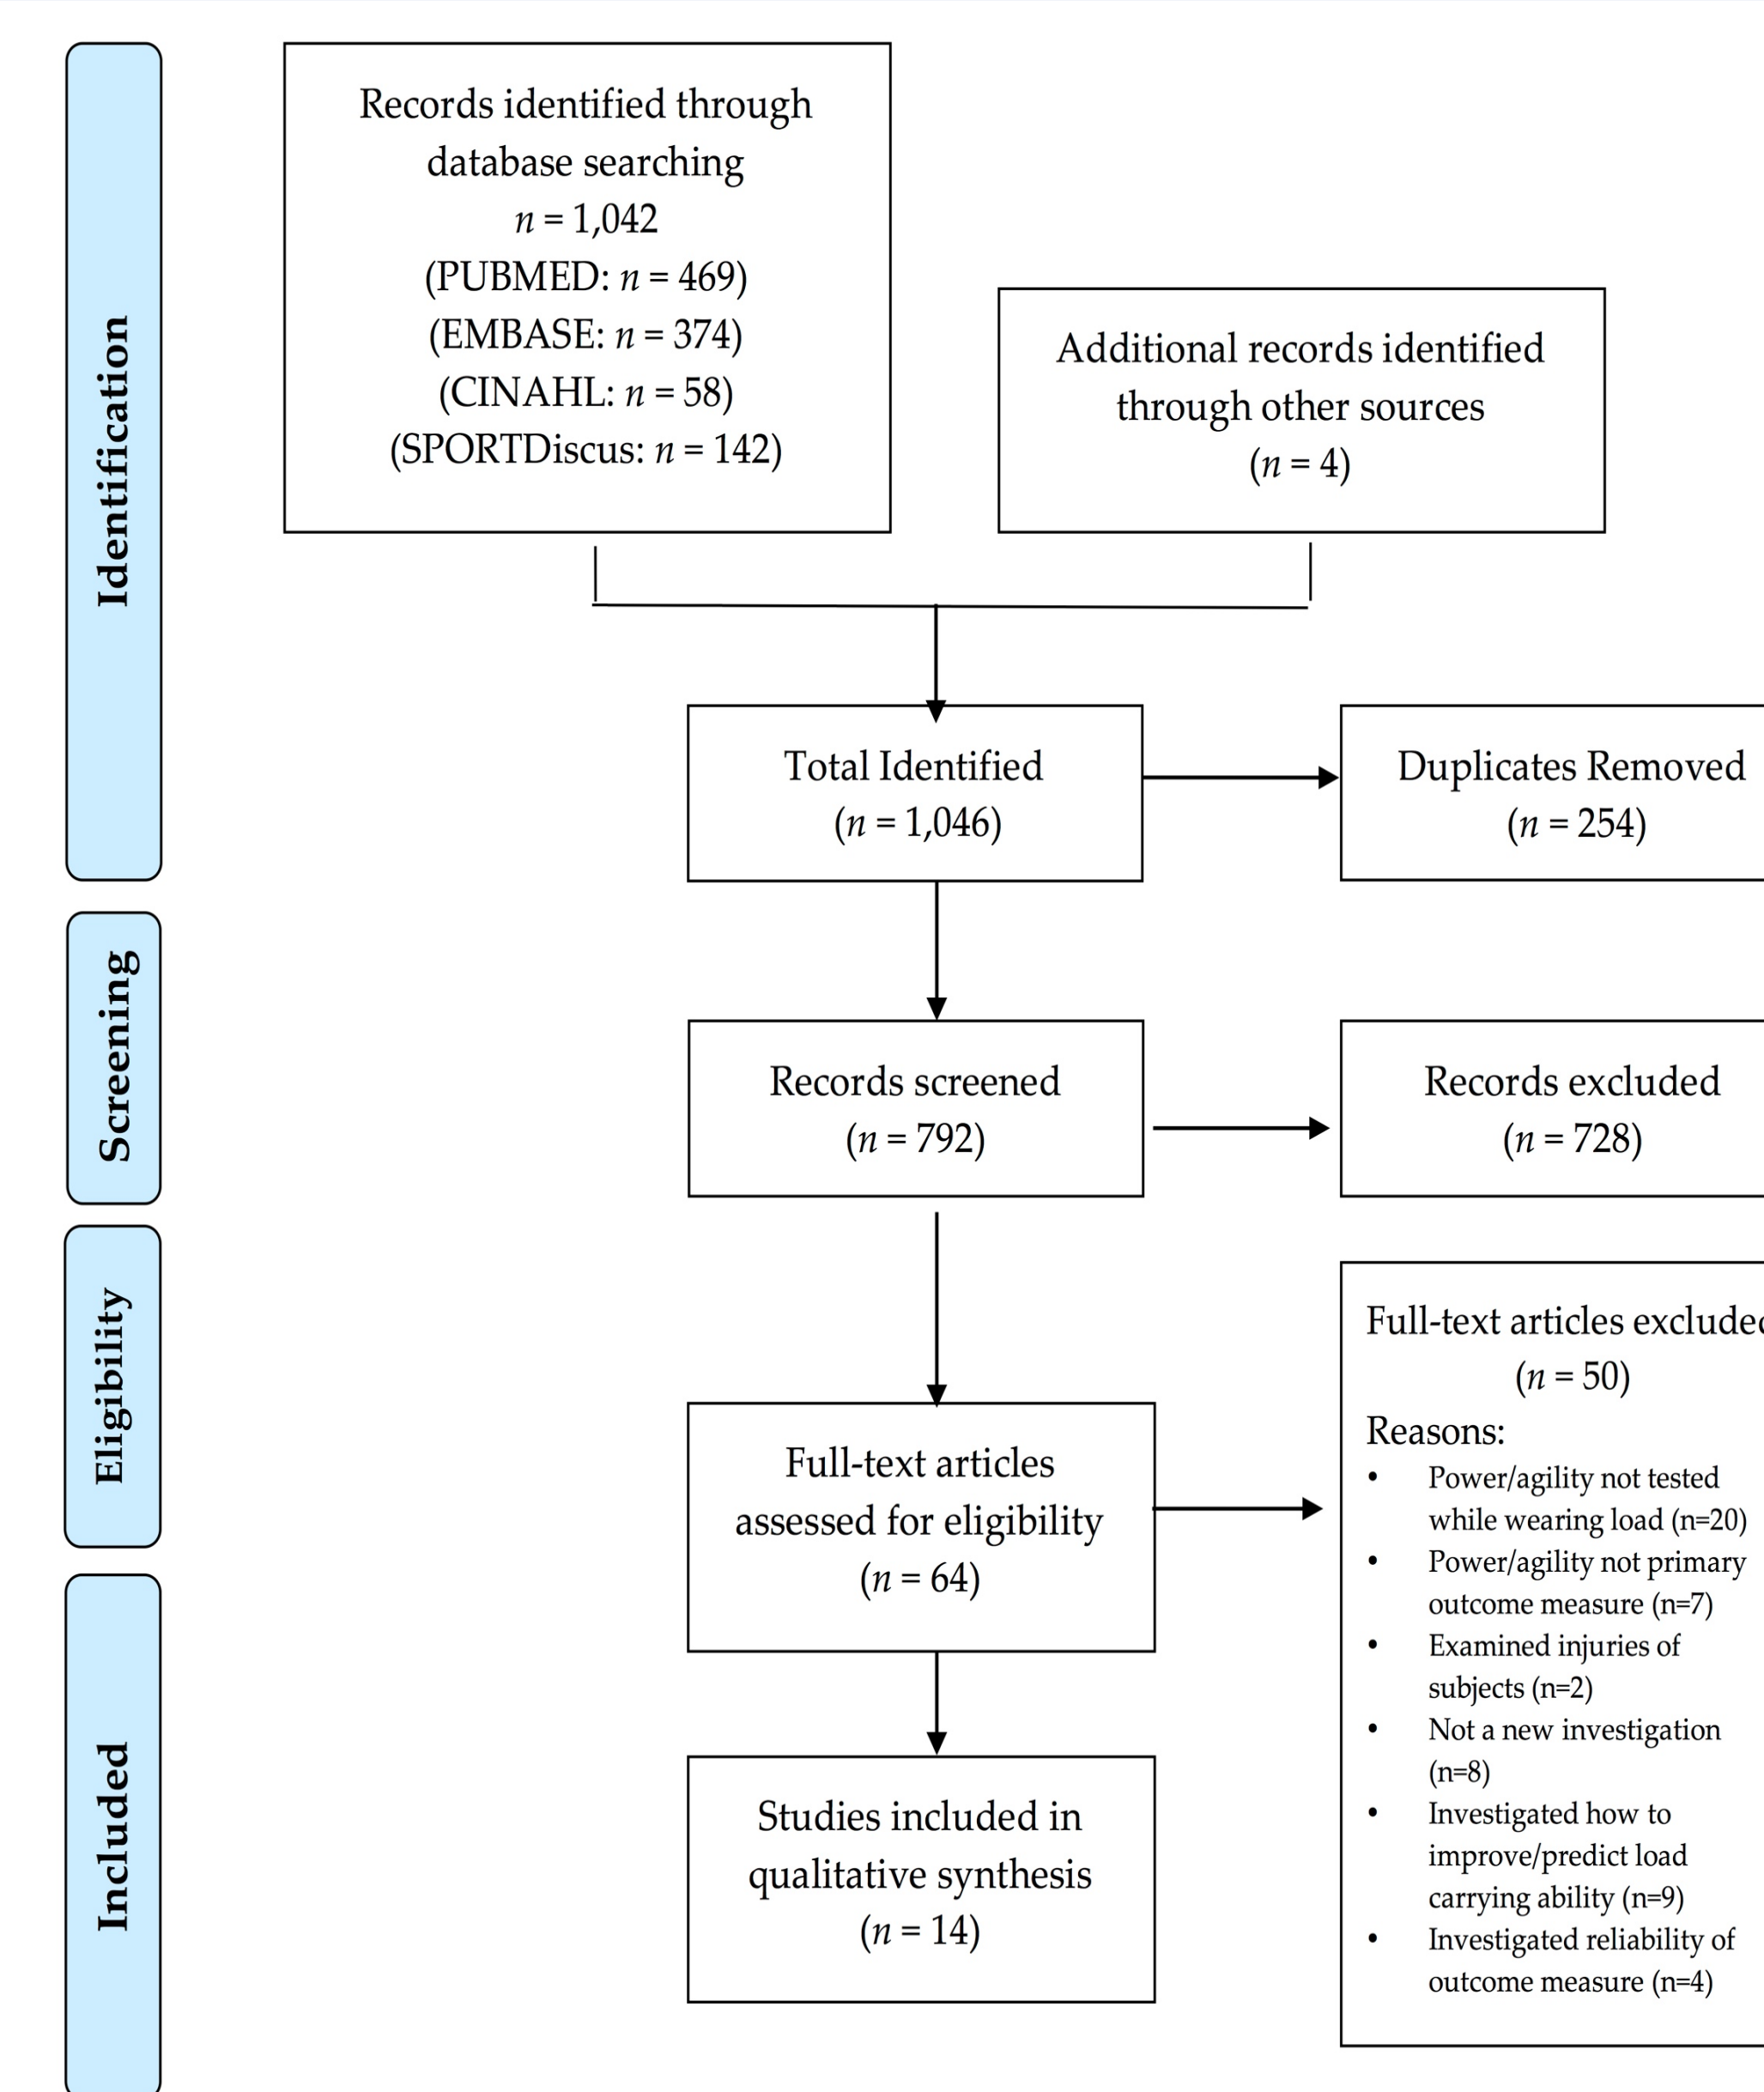 Identification
Records identified through
database searching
n = 1,042
(PUBMED: n = 469)
(EMBASE: n = 374)
(CINAHL: n = 58)
(SPORTDiscus: n = 142)
Additional records identified
through other sources
(n = 4)
Total Identified
(n = 1,046)
Duplicates Removed
(n = 254)
Screening
Records screened
(n = 792)
Records excluded
(n = 728)
Eligibility
Full-text articles
assessed for eligibility
(n = 64)
Full-text articles exclude
(n = 50)
Reasons:
• Power/agility not tested
while wearing load (n=20)
• Power/agility not primary
outcome measure (n=7)
• Examined injuries of
subjects (n=2)
• Not a new investigation
(n=8)
• Investigated how to
improve/predict load
carrying ability (n=9)
• Investigated reliability of
outcome measure (n=4)
Included
Studies included in
qualitative synthesis
(n = 14)